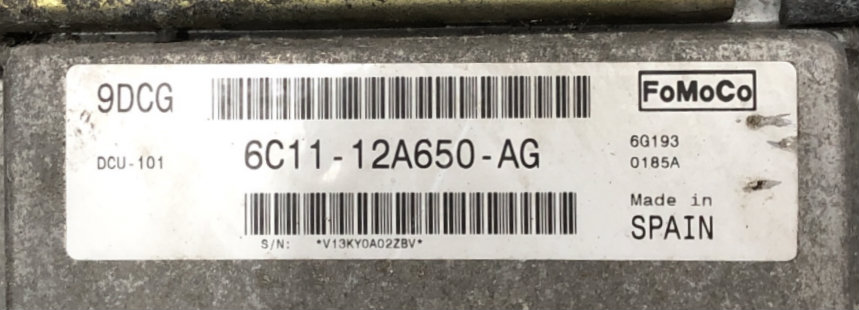 9DCG
FoMoCo
DCU-101
6C11-12A650-AG
6G193
0185A
Made in
SPAIN
S/N: *V13KY0A02ZBV*